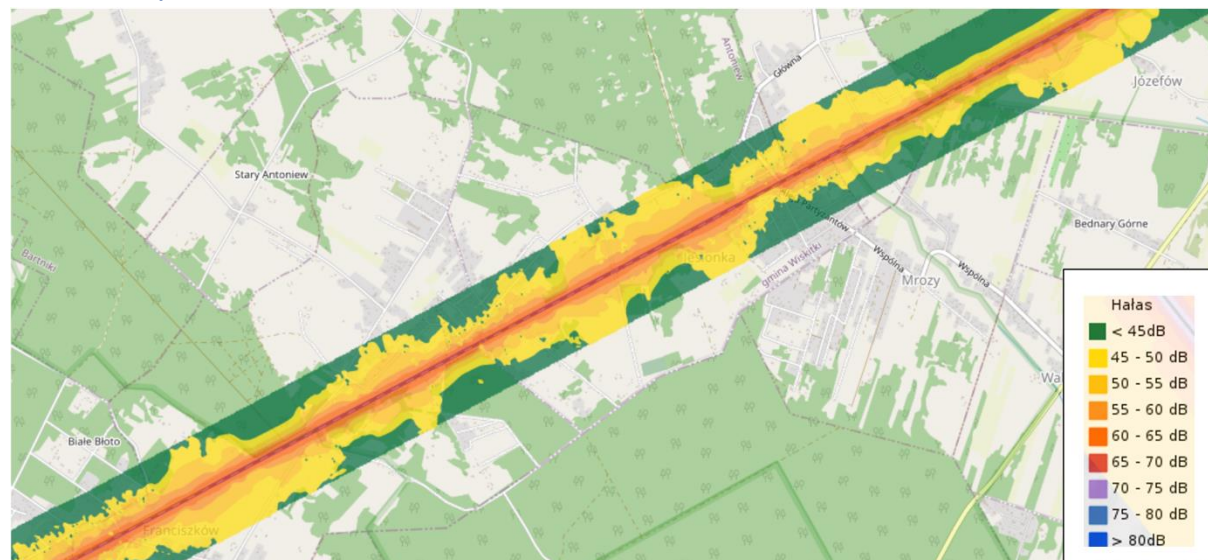 Antoniew
Główna
Józefów
Stary Antoniew
Bednary Górne
Bartniki
Partyzantów
Wspólna
Wspólna
gmina Wiskitki
Mrozy
Białe Błoto
Franciszków
Hałas
< 45dB
45 - 50 dB
50 - 55 dB
55 - 60 dB
60 - 65 dB
65 - 70 dB
70 - 75 dB
75 - 80 dB
> 80dB